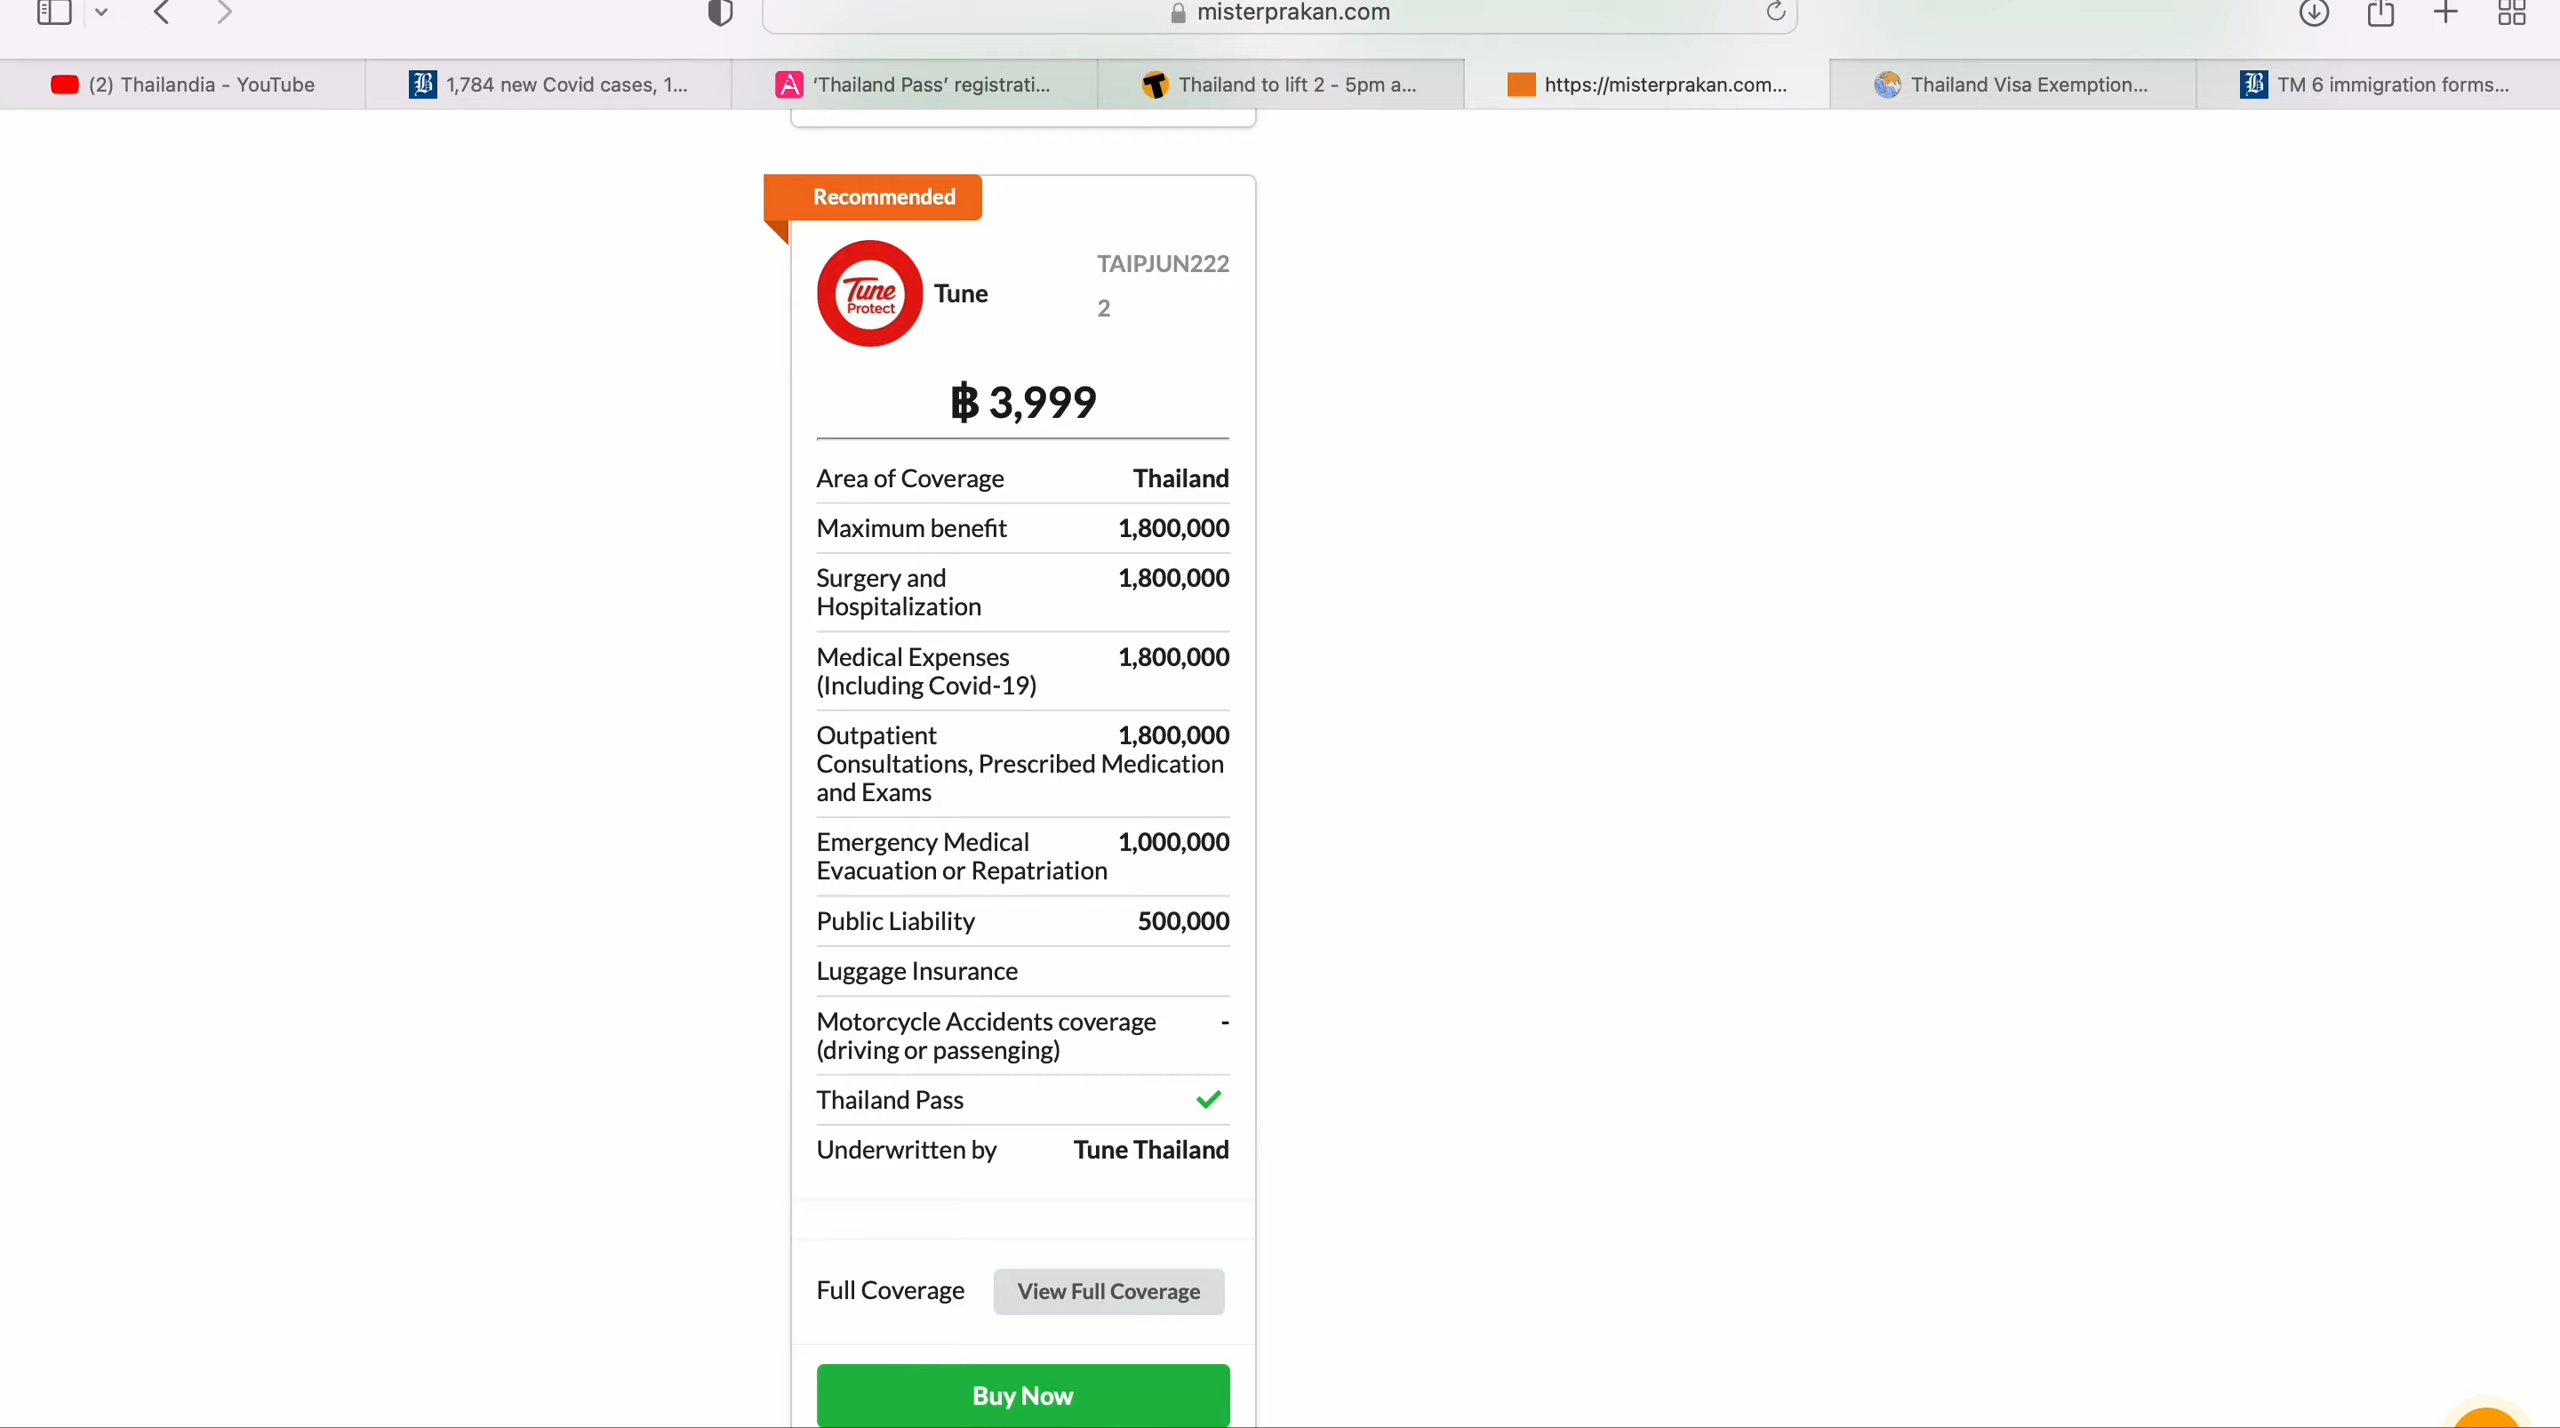 misterprakan.com
(2) Thailandia - YouTube
1,784 new Covid cases, 1...
'Thailand Pass' registrati...
Thailand to lift 2 - 5pm a...
https://misterprakan.com...
Thailand Visa Exemption...
TM 6 immigration forms...
Recommended
Tune
Protect
Tune
TAIPJUN222
2
฿ 3,999
Area of Coverage Thailand
Maximum benefit 1,800,000
Surgery and 1,800,000
Hospitalization
Medical Expenses 1,800,000
(Including Covid-19)
Outpatient 1,800,000
Consultations, Prescribed Medication
and Exams
Emergency Medical 1,000,000
Evacuation or Repatriation
Public Liability 500,000
Luggage Insurance
Motorcycle Accidents coverage -
(driving or passenging)
Thailand Pass
Underwritten by Tune Thailand
Full Coverage View Full Coverage
Buy Now